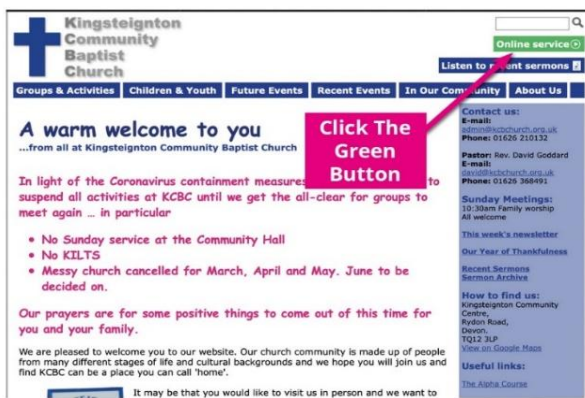 Kingsteignton
Community
Baptist
Church
Online service
Listen to recent sermons
Groups & Activities
Children & Youth
Future Events
Recent Events
In Our Community
About Us
A warm welcome to you
...from all at Kingsteignton Community Baptist Church
Click The
Green
Button
In light of the Coronavirus containment measures to
suspend all activities at KCBC until we get the all-clear for groups to
meet again ... in particular
• No Sunday service at the Community Hall
• No KILTS
• Messy church cancelled for March, April and May. June to be
decided on.
Our prayers are for some positive things to come out of this time for
you and your family.
We are pleased to welcome you to our website. Our church community is made up of people
from many different stages of life and cultural backgrounds and we hope you will join us and
find KCBC can be a place you can call 'home'.
It may be that you would like to visit us in person and we want to
Contact us:
E-mail:
admin@kcbchurch.org.uk
Phone: 01626 210132
Pastor: Rev. David Goddard
E-mail:
david@kcbchurch.org.uk
Phone: 01626 368491
Sunday Meetings:
10:30am Family worship
All welcome
This week's newsletter
Our Year of Thankfulness
Recent Sermons
Sermon Archive
How to find us:
Kingsteignton Community
Centre,
Rydon Road,
Devon.
TQ12 3LP
View on Google Maps
Useful links:
The Alpha Course